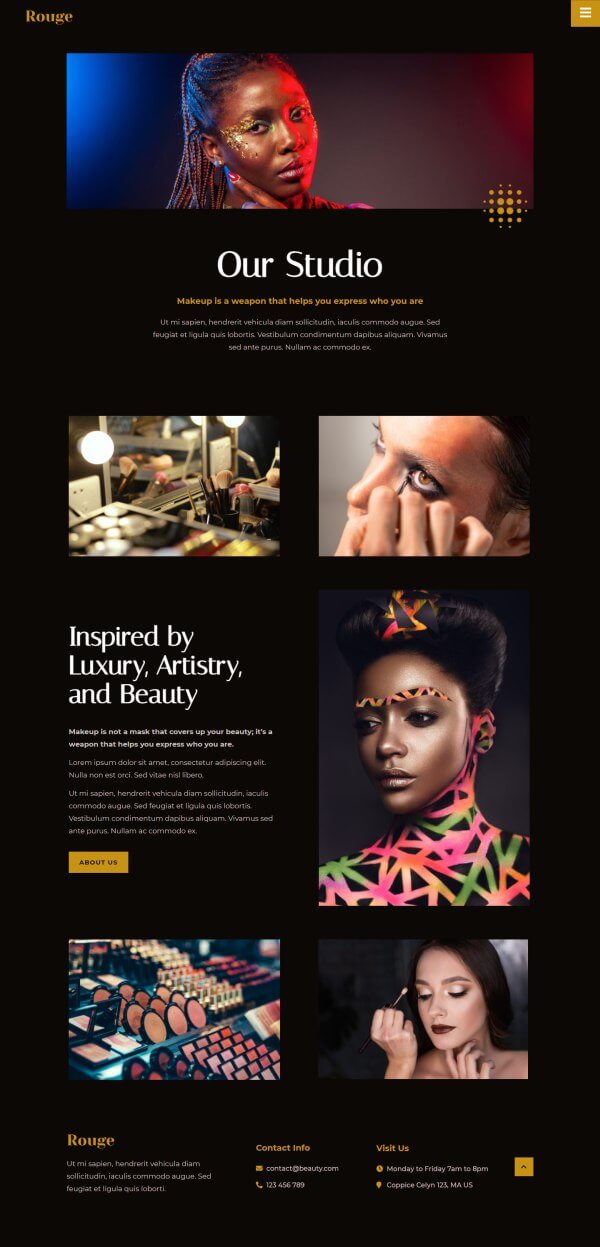 Rouge
Our Studio
Makeup is a weapon that helps you express who you are
Ut mi sapien, hendrerit vehicula diam sollicitudin, iaculis commodo augue. Sed
feugiat et ligula quis lobortis. Vestibulum condimentum dapibus aliquam. Vivamus
sed ante purus. Nullam ac commodo ex.
Inspired by
Luxury, Artistry,
and Beauty
Makeup is not a mask that covers up your beauty; it's a
weapon that helps you express who you are.
Lorem ipsum dolor sit amet, consectetur adipiscing elit.
Nulla non est orci. Sed vitae nisl libero.
Ut mi sapien, hendrerit vehicula diam sollicitudin, iaculis
commodo augue. Sed feugiat et ligula quis lobortis.
Vestibulum condimentum dapibus aliquam. Vivamus sed
ante purus. Nullam ac commodo ex.
ABOUT US
Rouge
Ut mi sapien, hendrerit vehicula diam
sollicitudin, iaculis commodo augue. Sed
feugiat et ligula quis loborti.
Contact Info
contact@beauty.com
123 456 789
Visit Us
Monday to Friday 7am to 8pm
Coppice Celyn 123, MA US